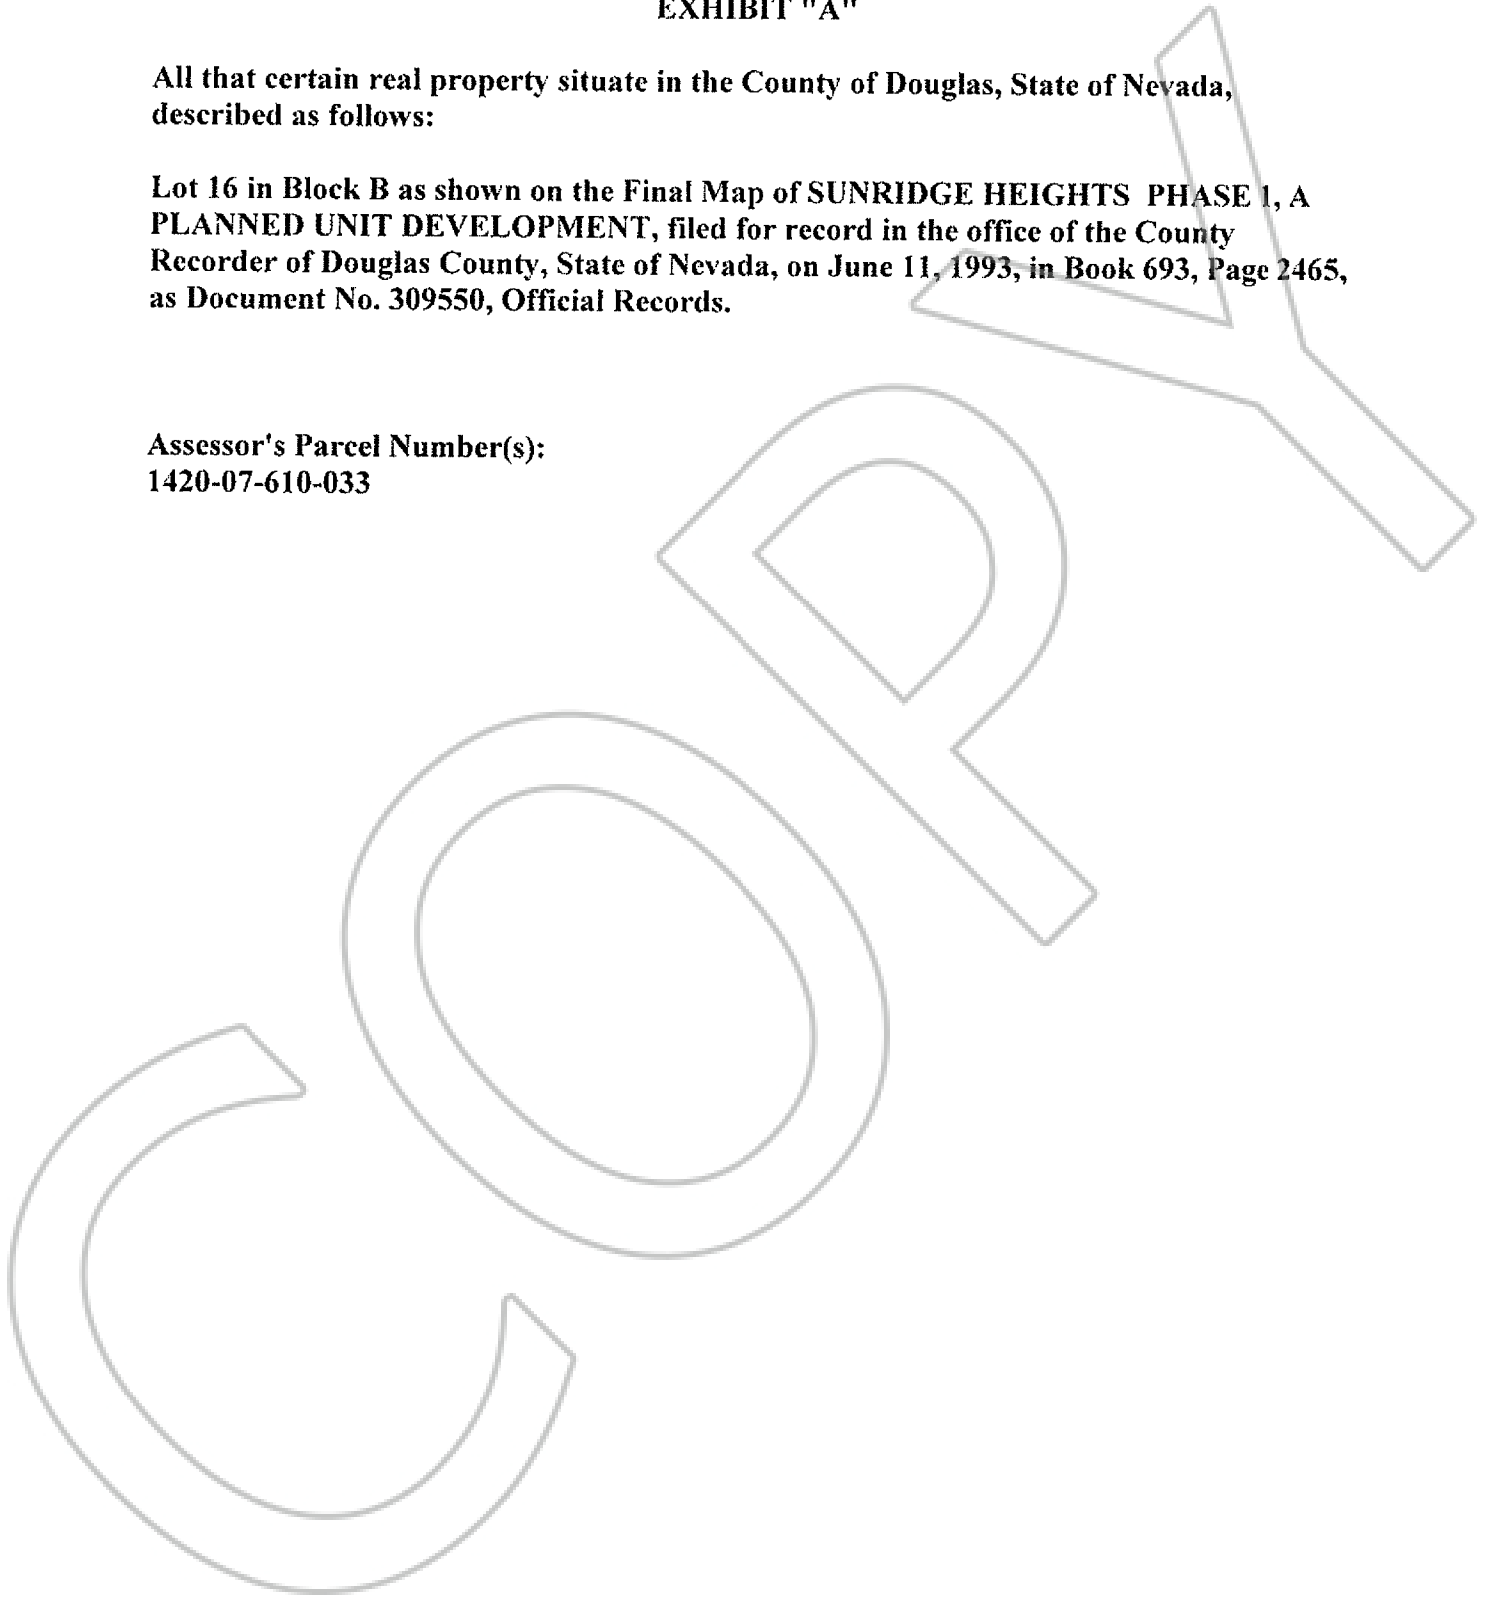 EXHIBIT "A"
All that certain real property situate in the County of Douglas, State of Nevada,
described as follows:
Lot 16 in Block B as shown on the Final Map of SUNRIDGE HEIGHTS PHASE 1, A
PLANNED UNIT DEVELOPMENT, filed for record in the office of the County
Recorder of Douglas County, State of Nevada, on June 11, 1993, in Book 693, Page 2465,
as Document No. 309550, Official Records.
Assessor's Parcel Number(s):
1420-07-610-033
COPY